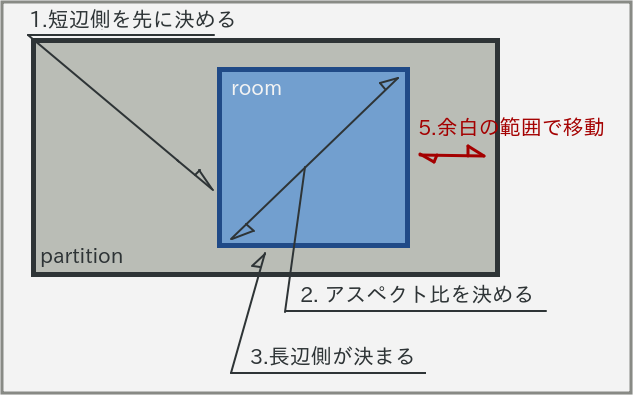 1.短辺側を先に決める
room
5.余白の範囲で移動
partition
2. アスペクト比を決める
3.長辺側が決まる